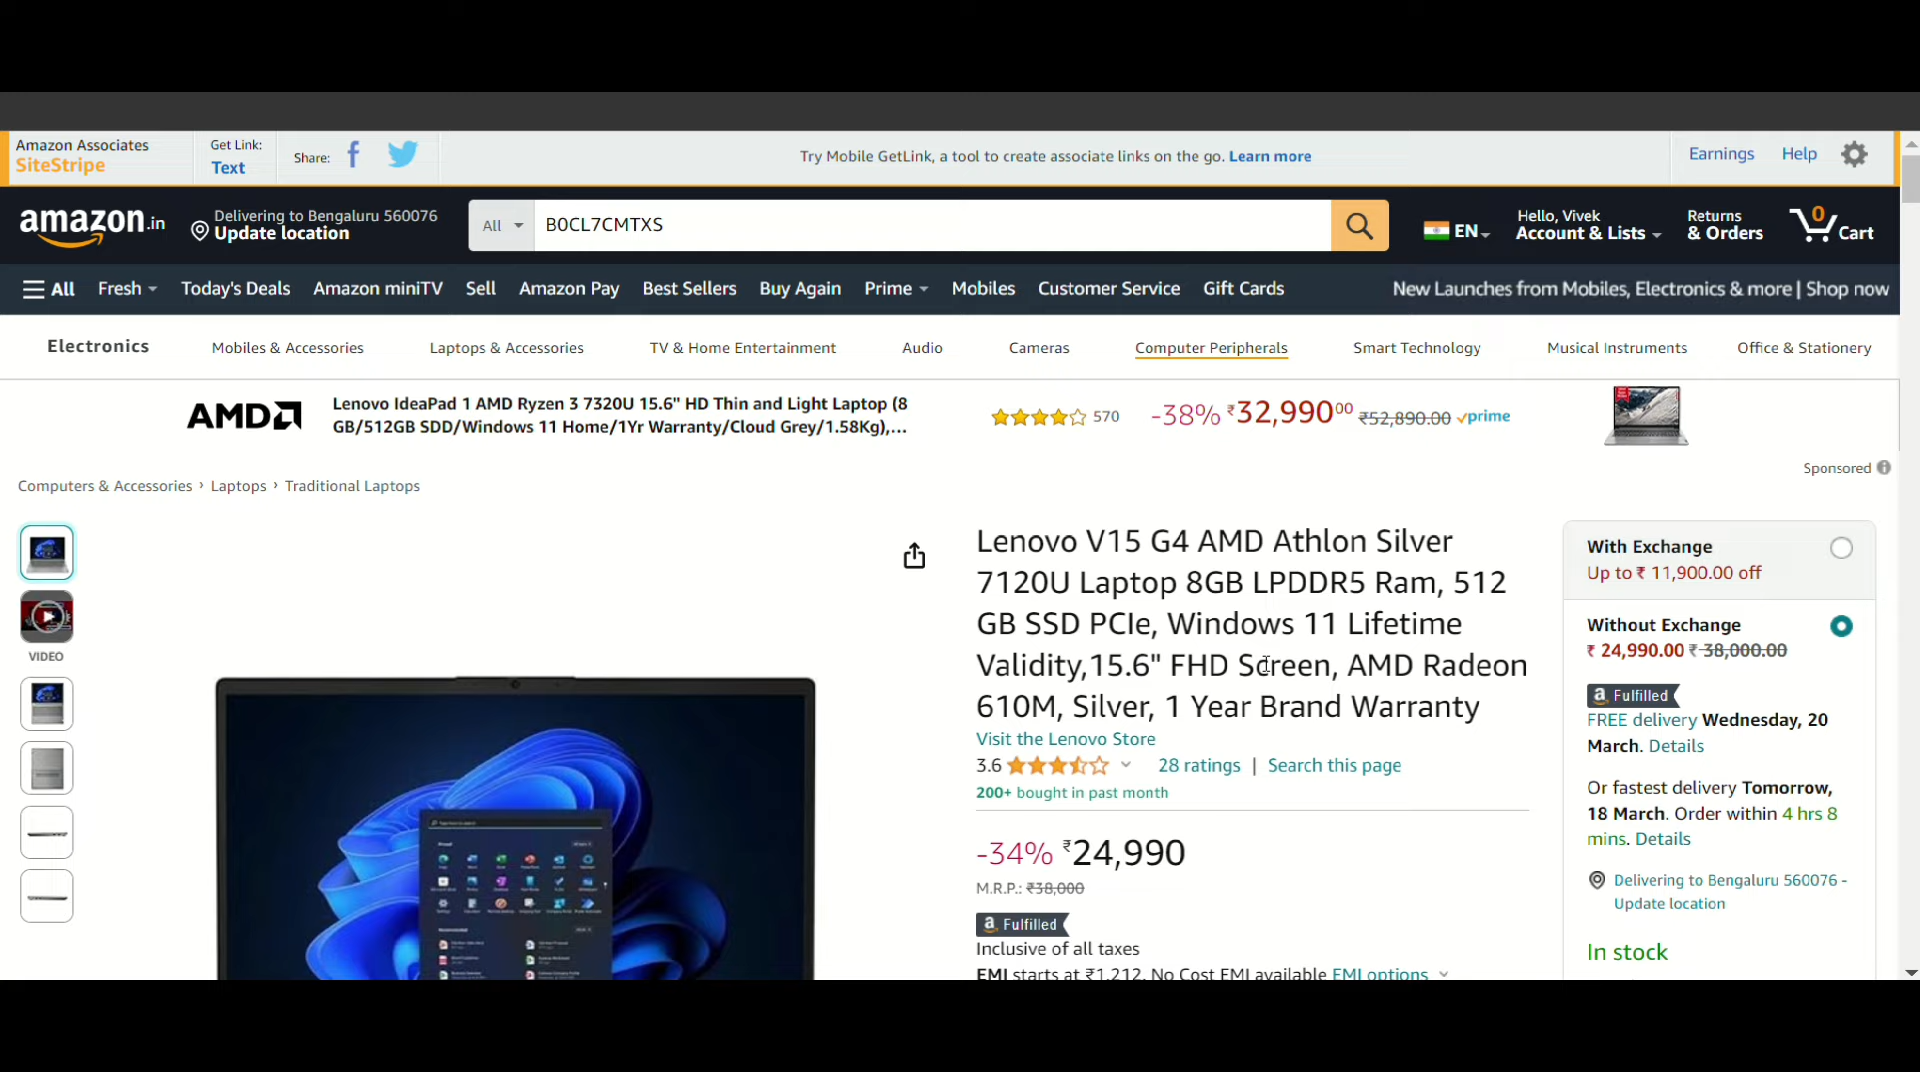 Amazon Associates
SiteStripe
Get Link:
Text
Share:
Try Mobile GetLink, a tool to create associate links on the go. Learn more
Earnings
Help
amazon.in
Delivering to Bengaluru 560076
Update location
All
B0CL7CMTXS
EN
Hello, Vivek
Account & Lists
Returns
& Orders
0
Cart
All
Fresh
Today's Deals
Amazon miniTV
Sell
Amazon Pay
Best Sellers
Buy Again
Prime
Mobiles
Customer Service
Gift Cards
New Launches from Mobiles, Electronics & more | Shop now
Electronics
Mobiles & Accessories
Laptops & Accessories
TV & Home Entertainment
Audio
Cameras
Computer Peripherals
Smart Technology
Musical Instruments
Office & Stationery
AMD
Lenovo IdeaPad 1 AMD Ryzen 3 7320U 15.6" HD Thin and Light Laptop (8
GB/512GB SDD/Windows 11 Home/1Yr Warranty/Cloud Grey/1.58Kg),...
570
-38% ₹32,990.00 ₹52,890.00 prime
Sponsored
Computers & Accessories › Laptops › Traditional Laptops
VIDEO
Lenovo V15 G4 AMD Athlon Silver
7120U Laptop 8GB LPDDR5 Ram, 512
GB SSD PCIe, Windows 11 Lifetime
Validity,15.6" FHD Screen, AMD Radeon
610M, Silver, 1 Year Brand Warranty
Visit the Lenovo Store
3.6
28 ratings | Search this page
200+ bought in past month
-34% ₹24,990
M.R.P.: ₹38,000
a Fulfilled
Inclusive of all taxes
EMI starts at ₹1,212. No Cost EMI available EMI options
With Exchange
Up to ₹ 11,900.00 off
Without Exchange
₹ 24,990.00 ₹ 38,000.00
a Fulfilled
FREE delivery Wednesday, 20
March. Details
Or fastest delivery Tomorrow,
18 March. Order within 4 hrs 8
mins. Details
Delivering to Bengaluru 560076 -
Update location
In stock